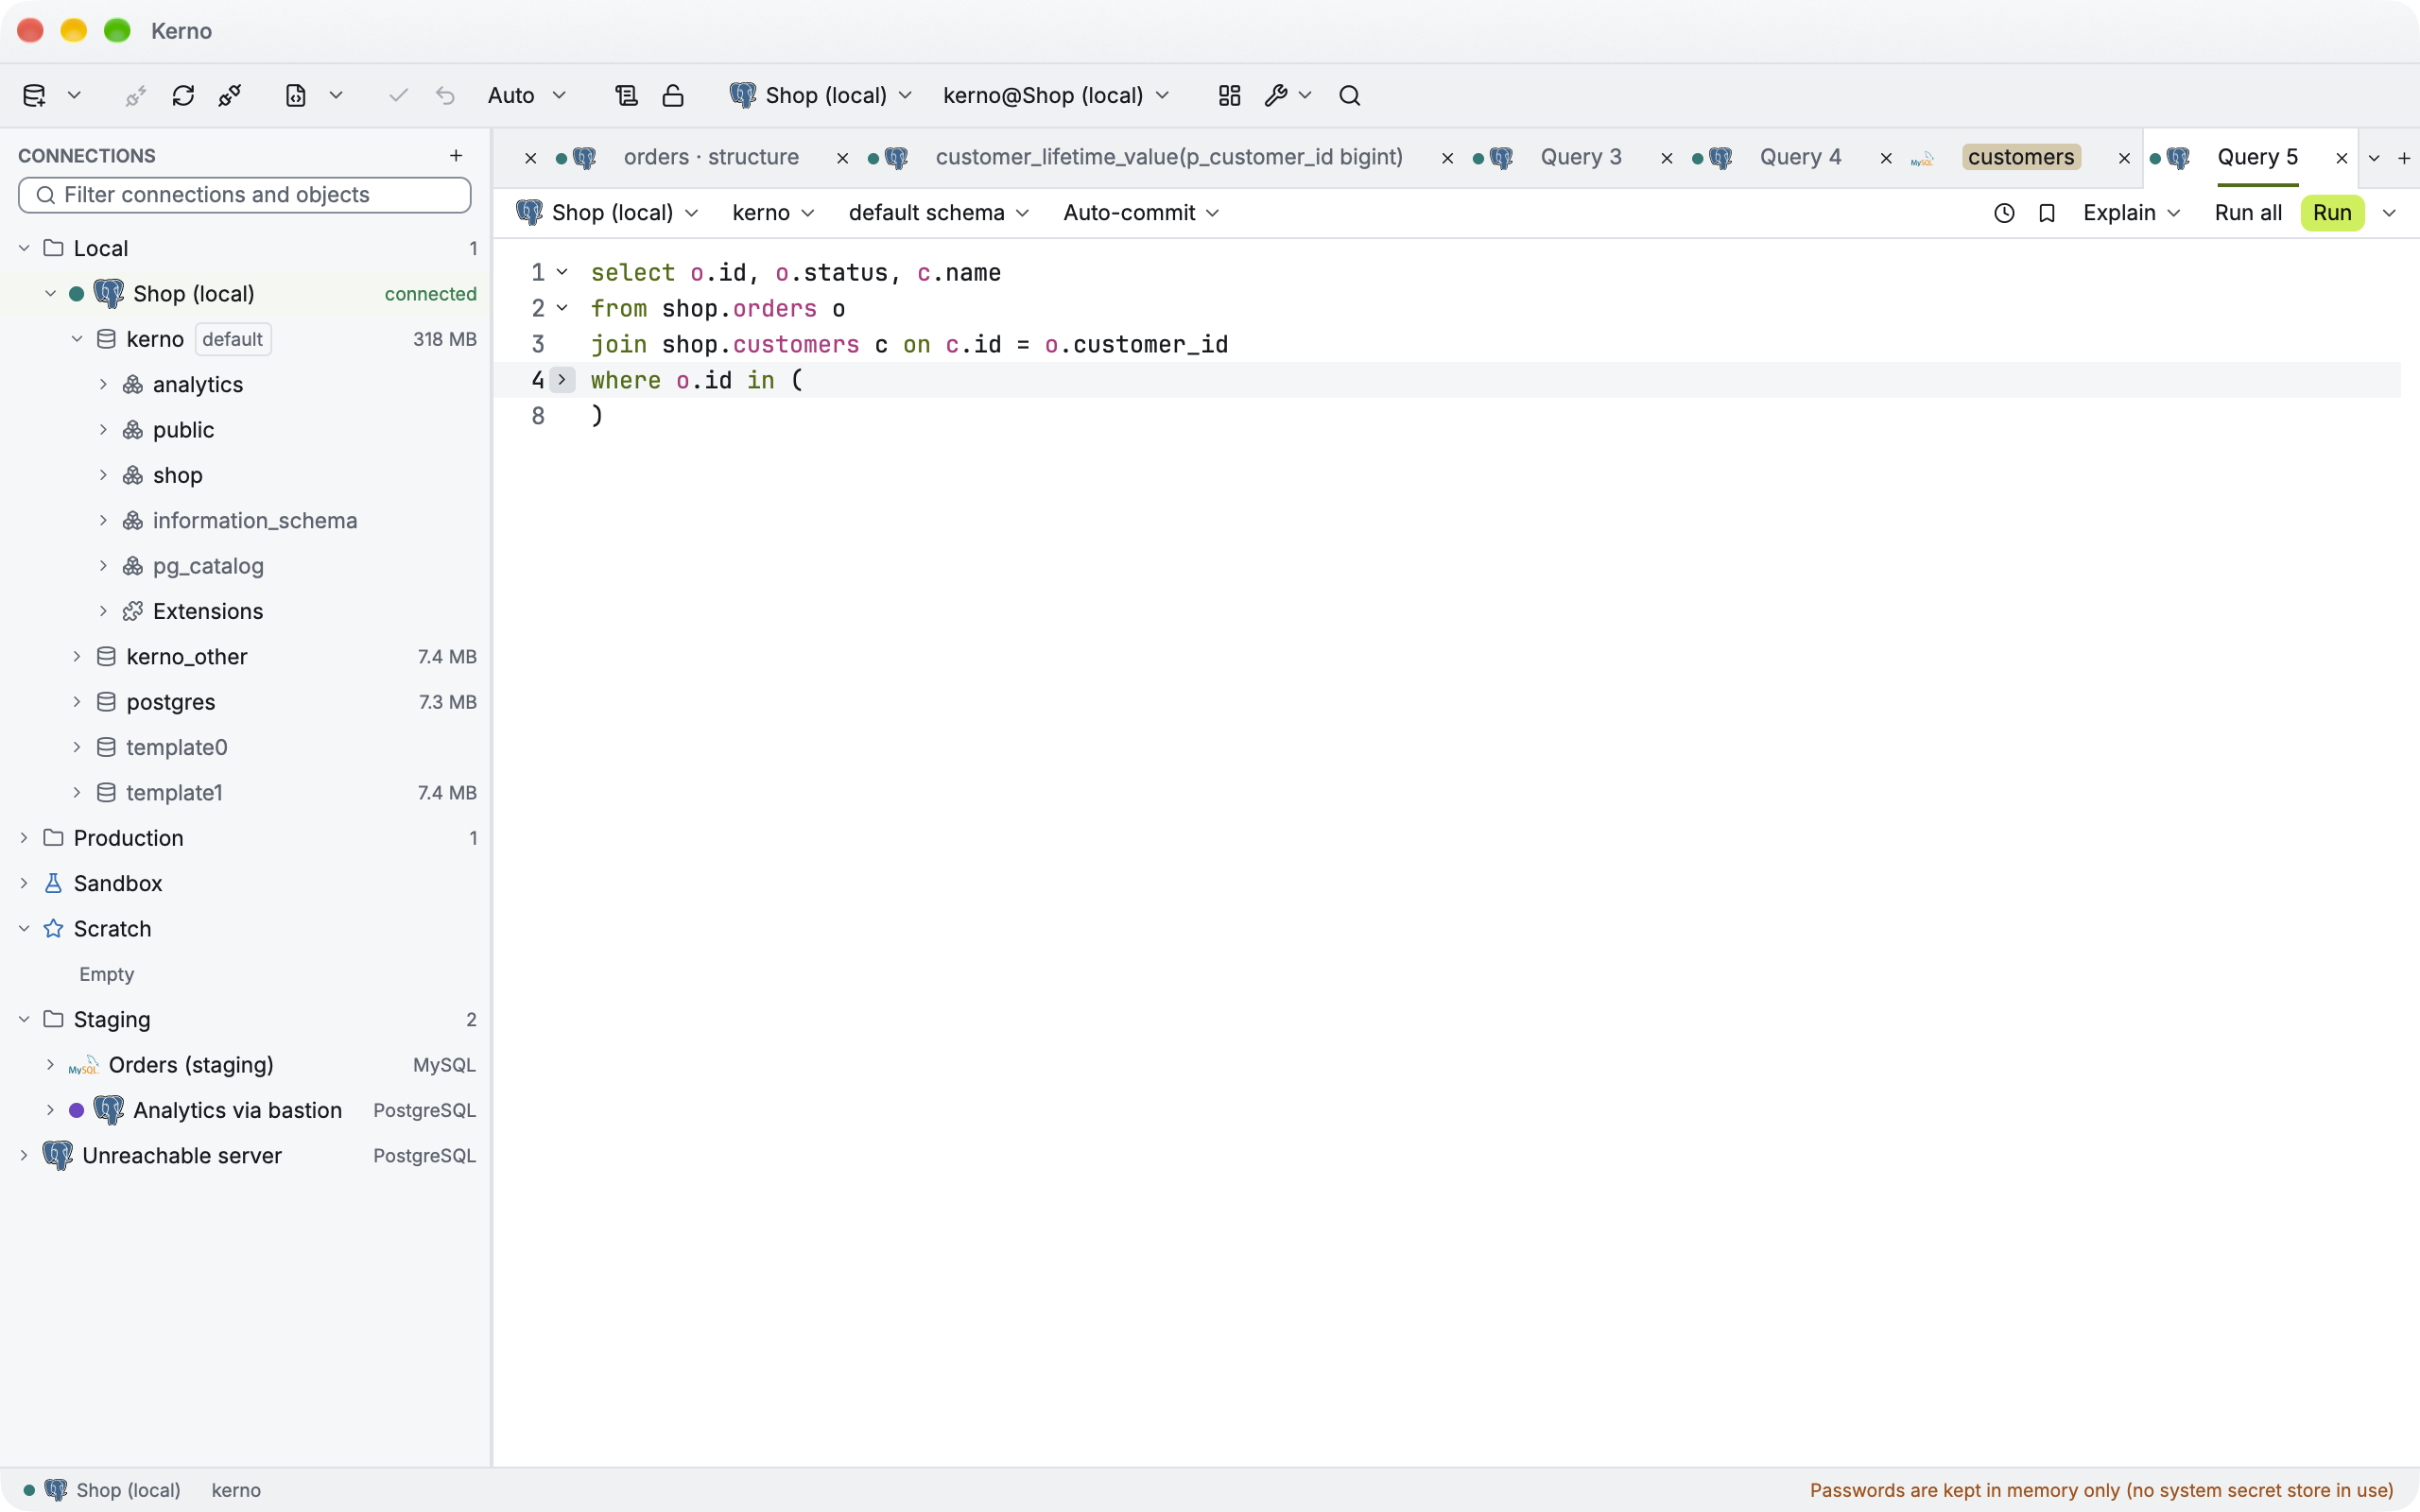 Kerno
Auto
Shop (local)
kerno@Shop (local)
CONNECTIONS
Filter connections and objects
Local 1
Shop (local) connected
kerno default 318 MB
analytics
public
shop
information_schema
pg_catalog
Extensions
kerno_other 7.4 MB
postgres 7.3 MB
template0
template1 7.4 MB
Production 1
Sandbox
Scratch
Empty
Staging 2
MySQL Orders (staging) MySQL
Analytics via bastion PostgreSQL
Unreachable server PostgreSQL
orders · structure
customer_lifetime_value(p_customer_id bigint)
Query 3
Query 4
MySQL customers
Query 5
Shop (local) kerno default schema Auto-commit Explain Run all Run
1 select o.id, o.status, c.name
2 from shop.orders o
3 join shop.customers c on c.id = o.customer_id
4 where o.id in (
8 )
Shop (local) kerno
Passwords are kept in memory only (no system secret store in use)